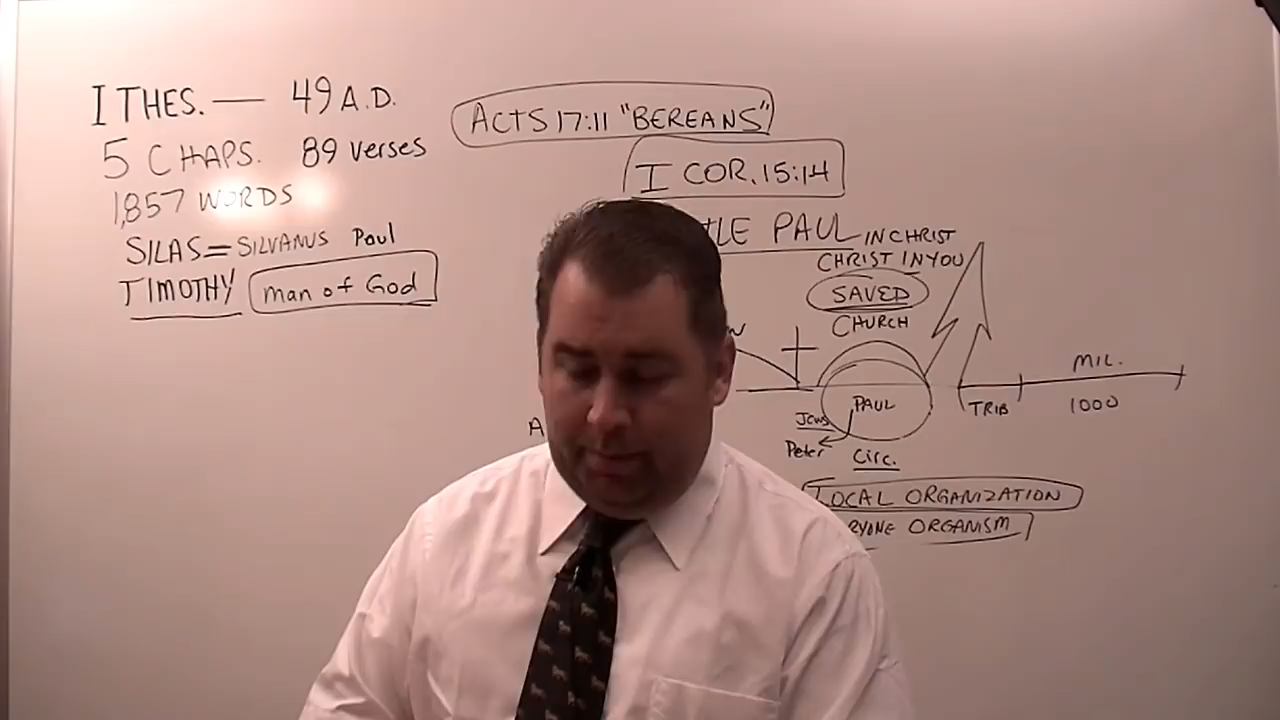 I THES. — 49 A.D.
5 CHAPS. 89 verses
1,857 WORDS
SILAS = SILVANUS Paul
TIMOTHY man of God
ACTS 17:11 "BEREANS"
I COR. 15:14
TLE PAUL
IN CHRIST
CHRIST IN YOU
SAVED
CHURCH
MIL.
PAUL
TRIB
1000
Jews
Peter
Circ.
LOCAL ORGANIZATION
RYONE ORGANISM